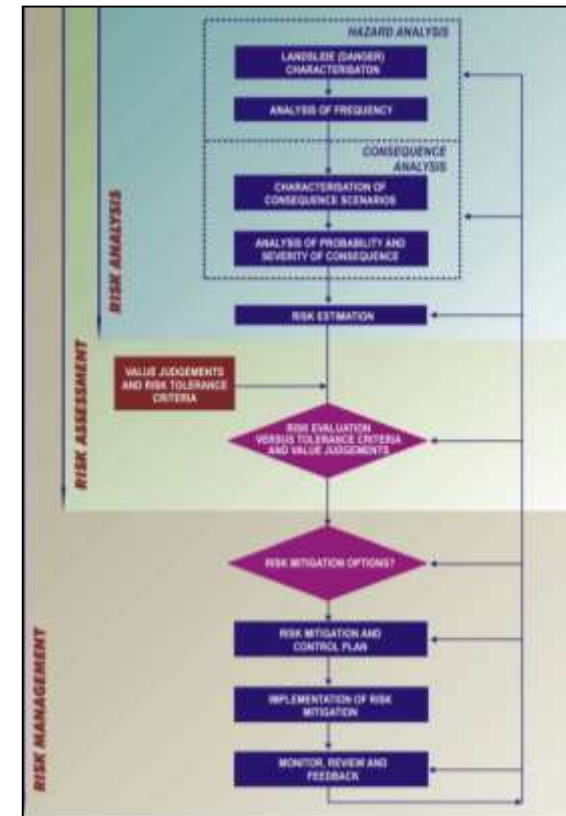 HAZARD ANALYSIS
LANDSLIDE (DANGER)
CHARACTERISATON
ANALYSIS OF FREQUENCY
CONSEQUENCE
ANALYSIS
CHARACTERISATION OF
CONSEQUENCE SCENARIOS
ANALYSIS OF PROBABILITY AND
SEVERITY OF CONSEQUENCE
RISK ANALYSIS
RISK ESTIMATION
VALUE JUDGEMENTS
AND RISK TOLERANCE
CRITERIA
RISK ASSESSMENT
RISK EVALUATION
VERSUS TOLERANCE CRITERIA
AND VALUE JUDGEMENTS
RISK MITIGATION OPTIONS?
RISK MITIGATION AND
CONTROL PLAN
IMPLEMENTATION OF RISK
MITIGATION
RISK MANAGEMENT
MONITOR, REVIEW AND
FEEDBACK